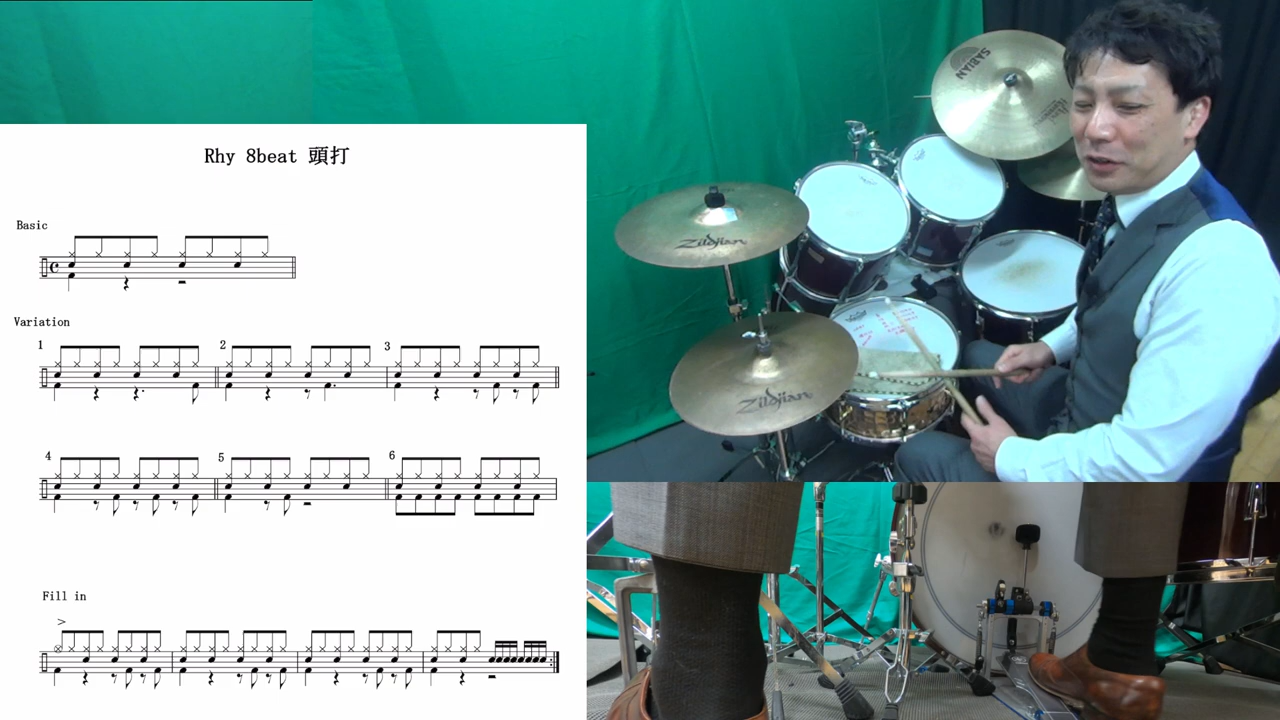 Rhy 8beat 頭打
Basic
Variation
1
2
3
4
5
6
Fill in
SABIAN
Zildjian
Zildjian